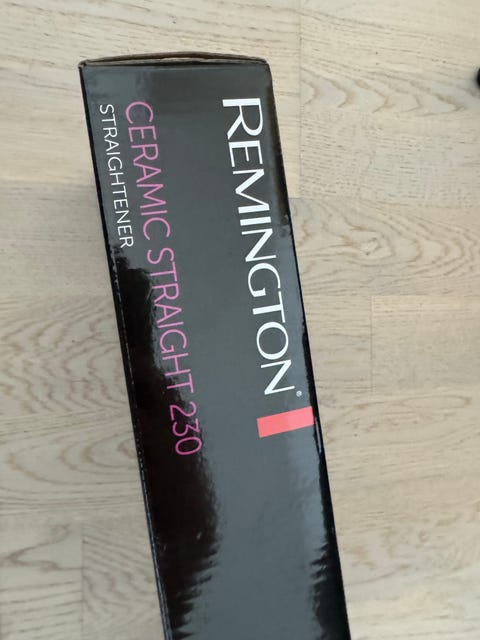 REMINGTON®
CERAMIC STRAIGHT 230
STRAIGHTENER